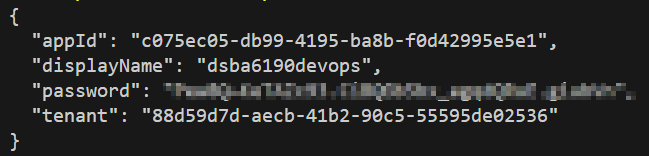 {
"appId": "c075ec05-db99-4195-ba8b-f0d42995e5e1",
"displayName": "dsba6190devops",
"password":
"tenant": "88d59d7d-aecb-41b2-90c5-55595de02536"
}